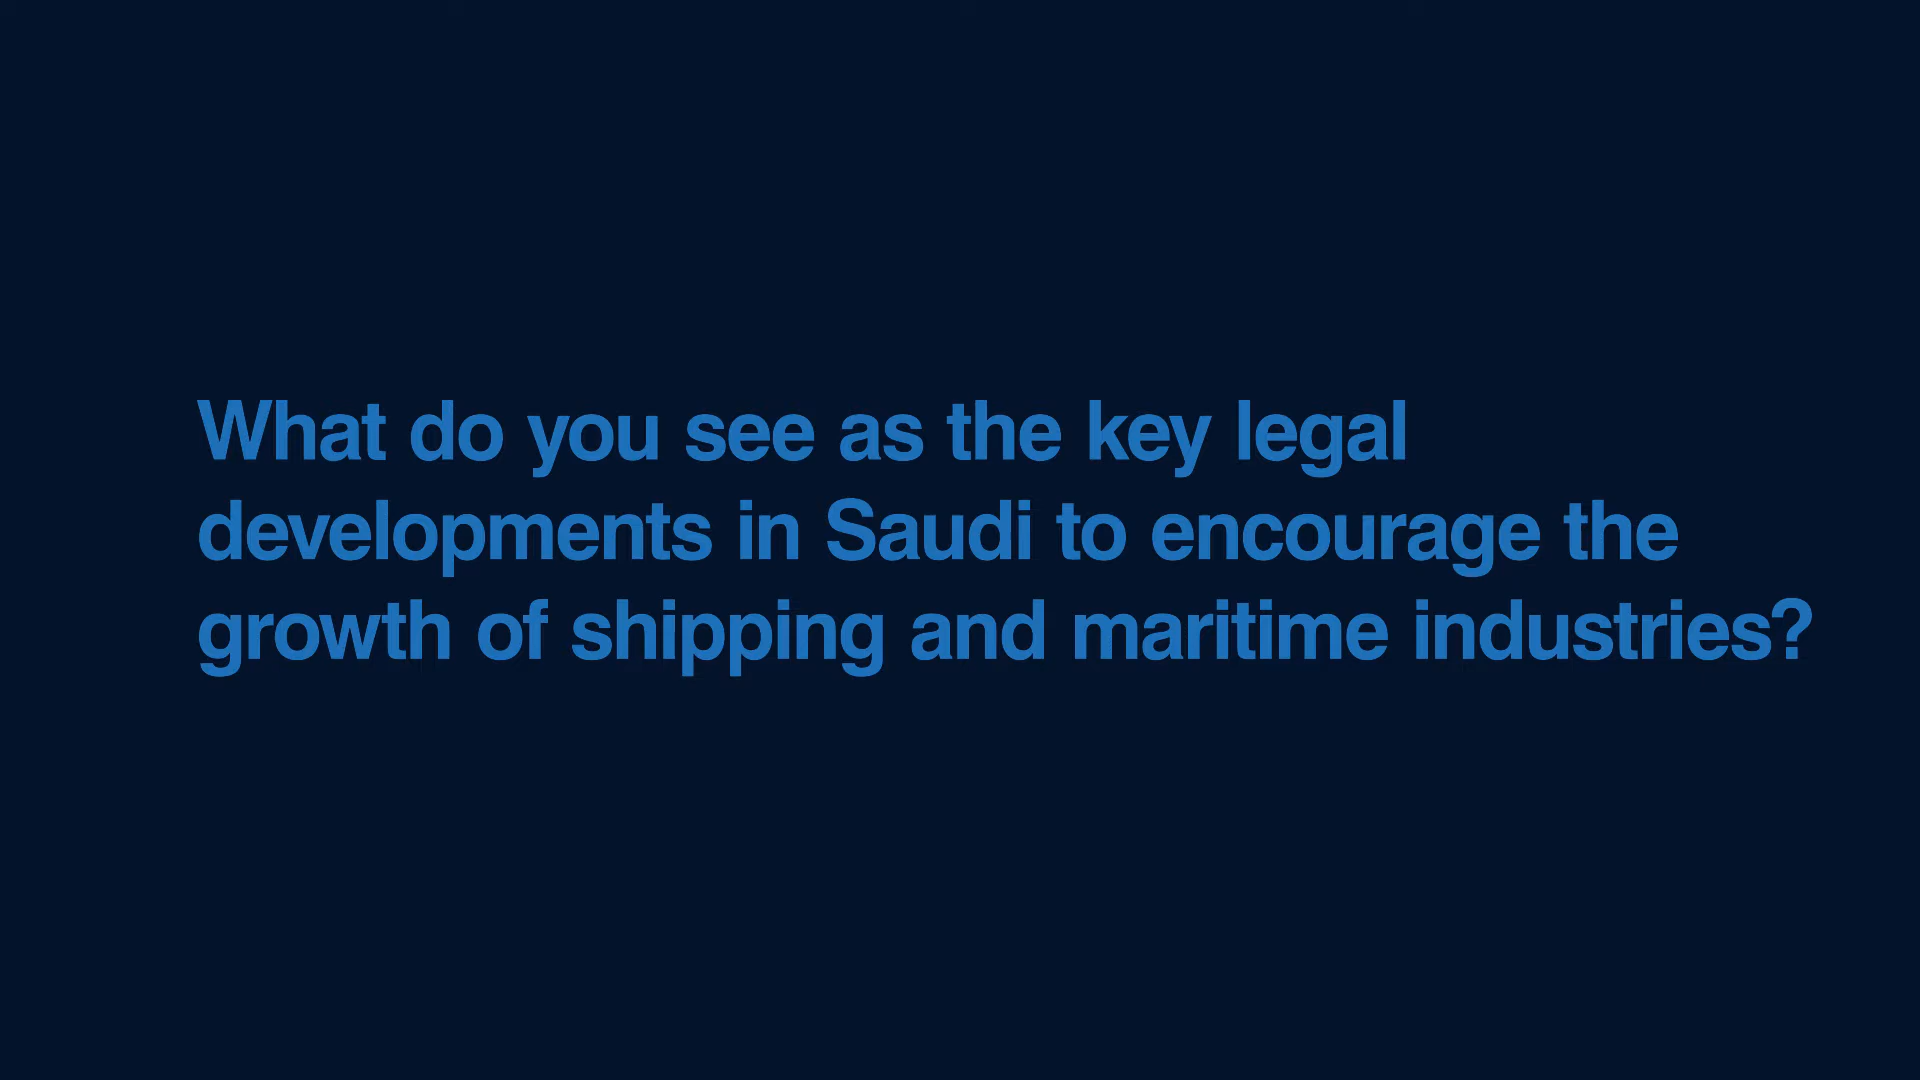 What do you see as the key legal
developments in Saudi to encourage the
growth of shipping and maritime industries?